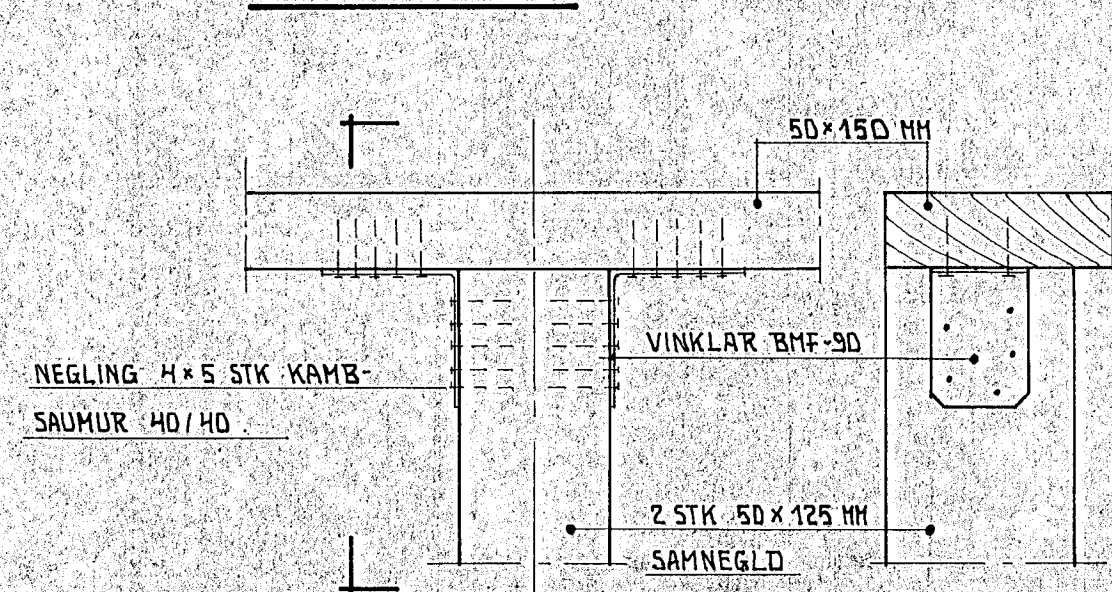 50×150 MM
VINKLAR BMF-90
NEGLING 4×5 STK KAMB-
SAUMUR 40/40.
2 STK 50×125 MM
SAMNEGLD